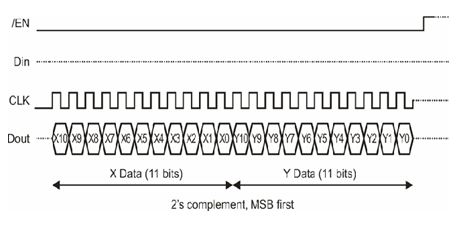 /EN
Din
CLK
Dout X10 X9 X8 X7 X6 X5 X4 X3 X2 X1 X0 Y10 Y9 Y8 Y7 Y6 Y5 Y4 Y3 Y2 Y1 Y0
X Data (11 bits) Y Data (11 bits)
2's complement, MSB first